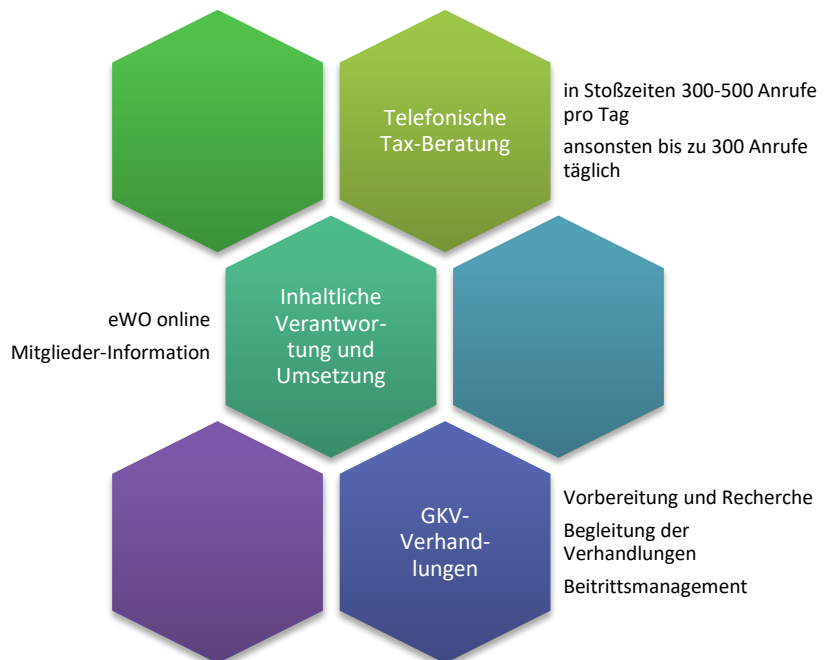 Telefonische
Tax-Beratung
in Stoßzeiten 300-500 Anrufe
pro Tag
ansonsten bis zu 300 Anrufe
täglich
eWO online
Mitglieder-Information
Inhaltliche
Verantwor-
tung und
Umsetzung
GKV-
Verhand-
lungen
Vorbereitung und Recherche
Begleitung der
Verhandlungen
Beitrittsmanagement